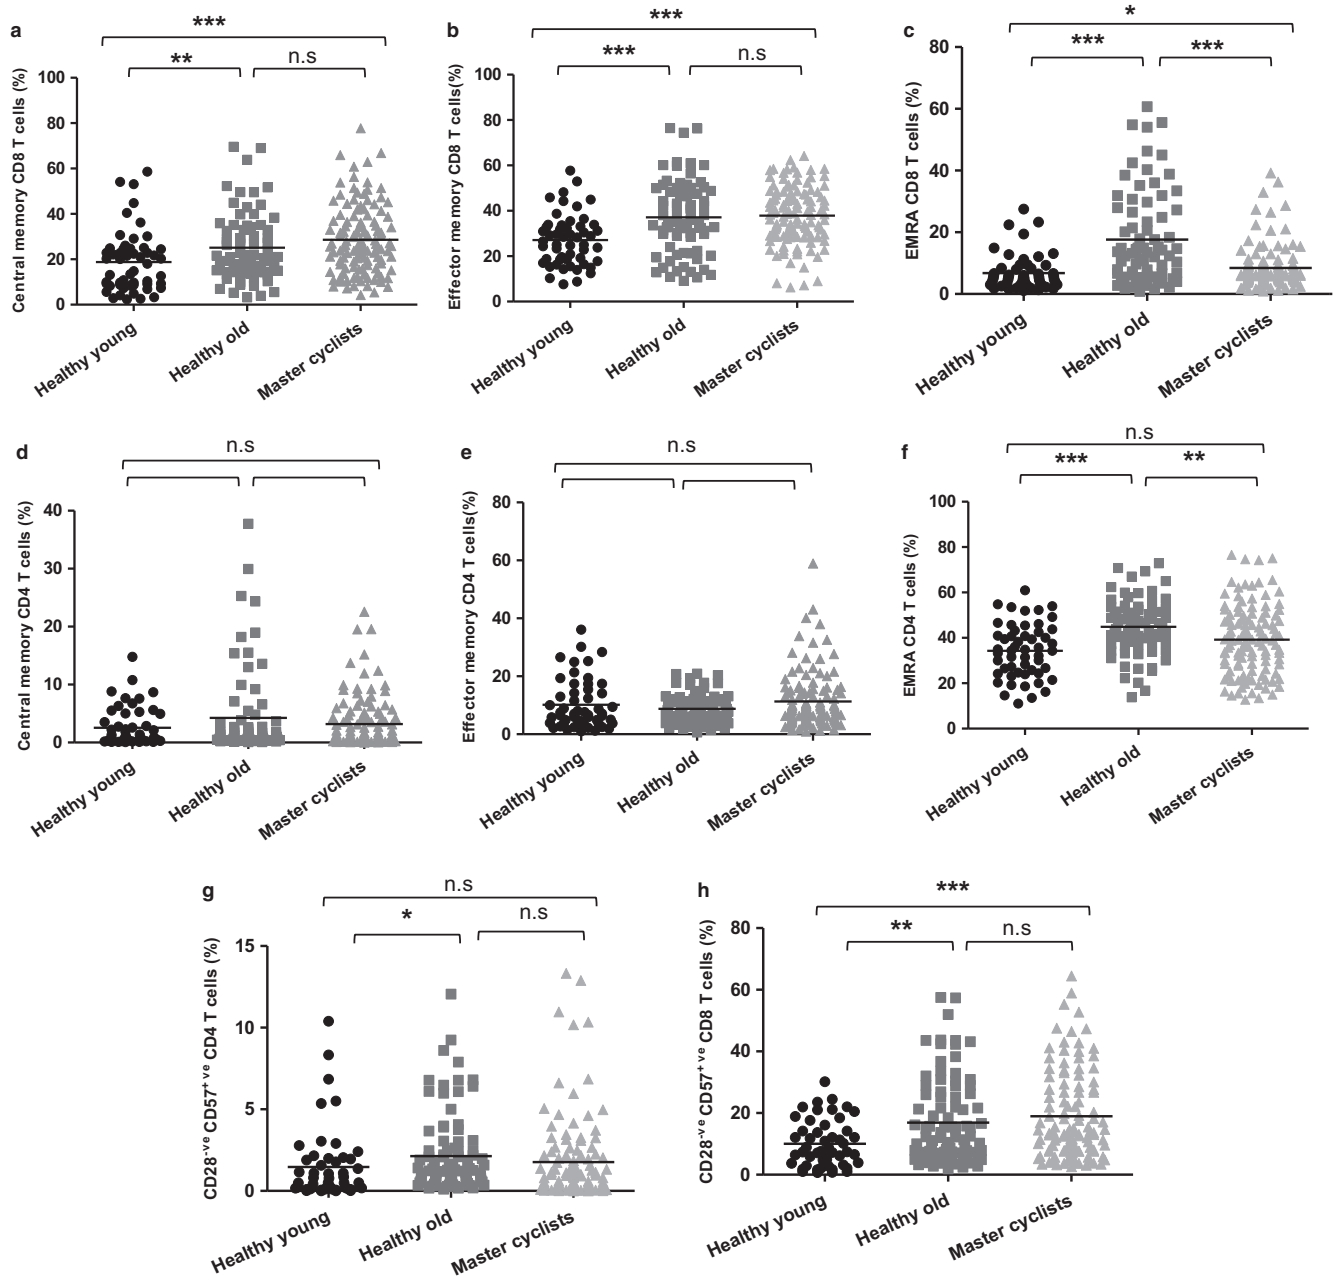 a
***
**
n.s
Central memory CD8 T cells (%)
100
80
60
40
20
0
Healthy young
Healthy old
Master cyclists
b
***
***
n.s
Effector memory CD8 T cells(%)
100
80
60
40
20
0
Healthy young
Healthy old
Master cyclists
c
*
***
***
EMRA CD8 T cells (%)
80
60
40
20
0
Healthy young
Healthy old
Master cyclists
d
n.s
Central memory CD4 T cells (%)
40
30
20
10
0
Healthy young
Healthy old
Master cyclists
e
n.s
Effector memory CD4 T cells(%)
80
60
40
20
0
Healthy young
Healthy old
Master cyclists
f
n.s
***
**
EMRA CD4 T cells (%)
100
80
60
40
20
0
Healthy young
Healthy old
Master cyclists
g
n.s
*
n.s
CD28-ve CD57+ve CD4 T cells (%)
15
10
5
0
Healthy young
Healthy old
Master cyclists
h
***
**
n.s
CD28-ve CD57+ve CD8 T cells (%)
80
60
40
20
0
Healthy young
Healthy old
Master cyclists